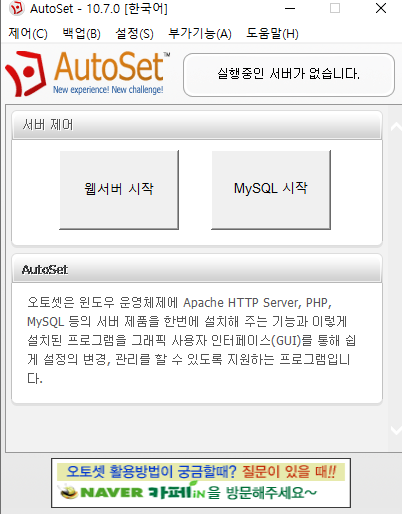 AutoSet - 10.7.0 [한국어]
제어(C) 백업(B) 설정(S) 부가기능(A) 도움말(H)
AutoSet™
New experience! New challenge!
실행중인 서버가 없습니다.
서버 제어
웹서버 시작
MySQL 시작
AutoSet
오토셋은 윈도우 운영체제에 Apache HTTP Server, PHP,
MySQL 등의 서버 제품을 한번에 설치해 주는 기능과 이렇게
설치된 프로그램을 그래픽 사용자 인터페이스(GUI)를 통해 쉽
게 설정의 변경, 관리를 할 수 있도록 지원하는 프로그램입니
다.
오토셋 활용방법이 궁금할때? 질문이 있을 때!!
NAVER 카페iN을 방문해주세요~